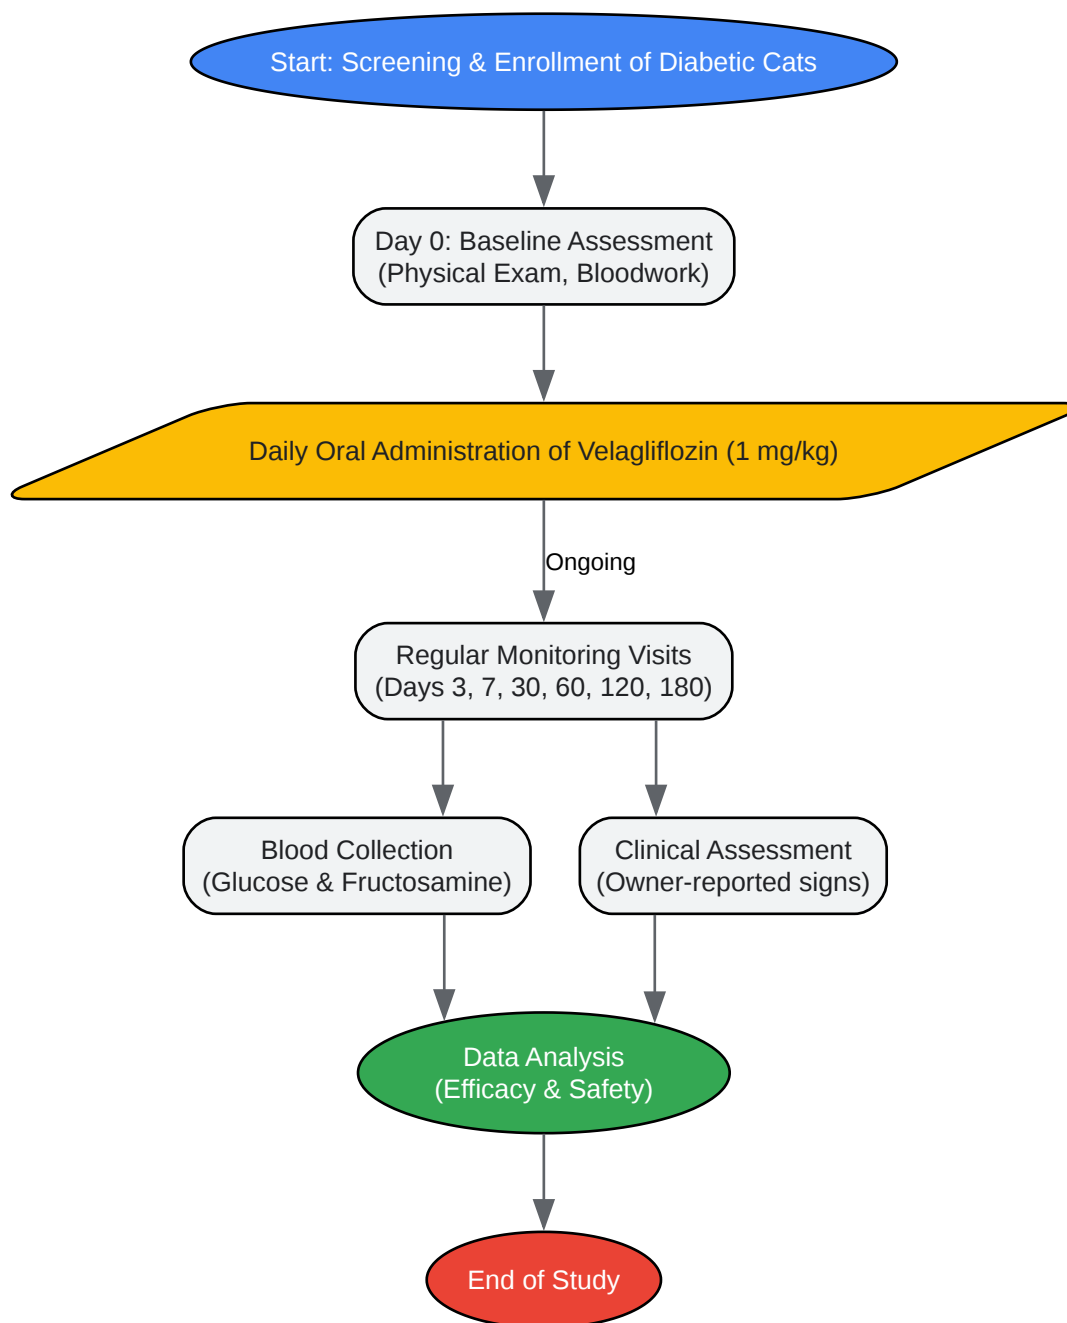 Start: Screening & Enrollment of Diabetic Cats
Day 0: Baseline Assessment
(Physical Exam, Bloodwork)
Daily Oral Administration of Velagliflozin (1 mg/kg)
Ongoing
Regular Monitoring Visits
(Days 3, 7, 30, 60, 120, 180)
Blood Collection
(Glucose & Fructosamine)
Clinical Assessment
(Owner-reported signs)
Data Analysis
(Efficacy & Safety)
End of Study